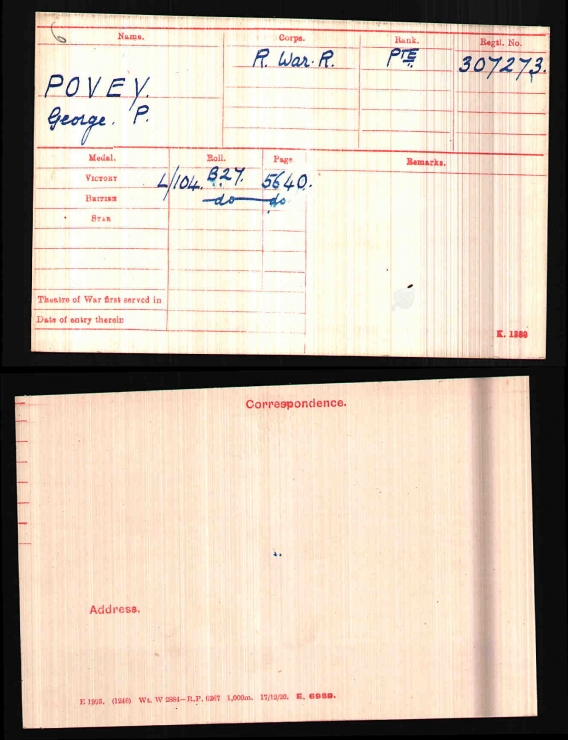 6
Name. Corps. Rank. Regtl. No.
R. War. R. PTE 307273.
POVEY.
George. P.
Medal. Roll. Page. Remarks.
VICTORY L/104. B27. 5640.
BRITISH do do
STAR
Theatre of War first served in
Date of entry therein
K. 1380
Correspondence.
Address.
E 1995. (1246) Wt. W 2884—R.P. 6267 1,000m. 17/12/20. E. 6989.